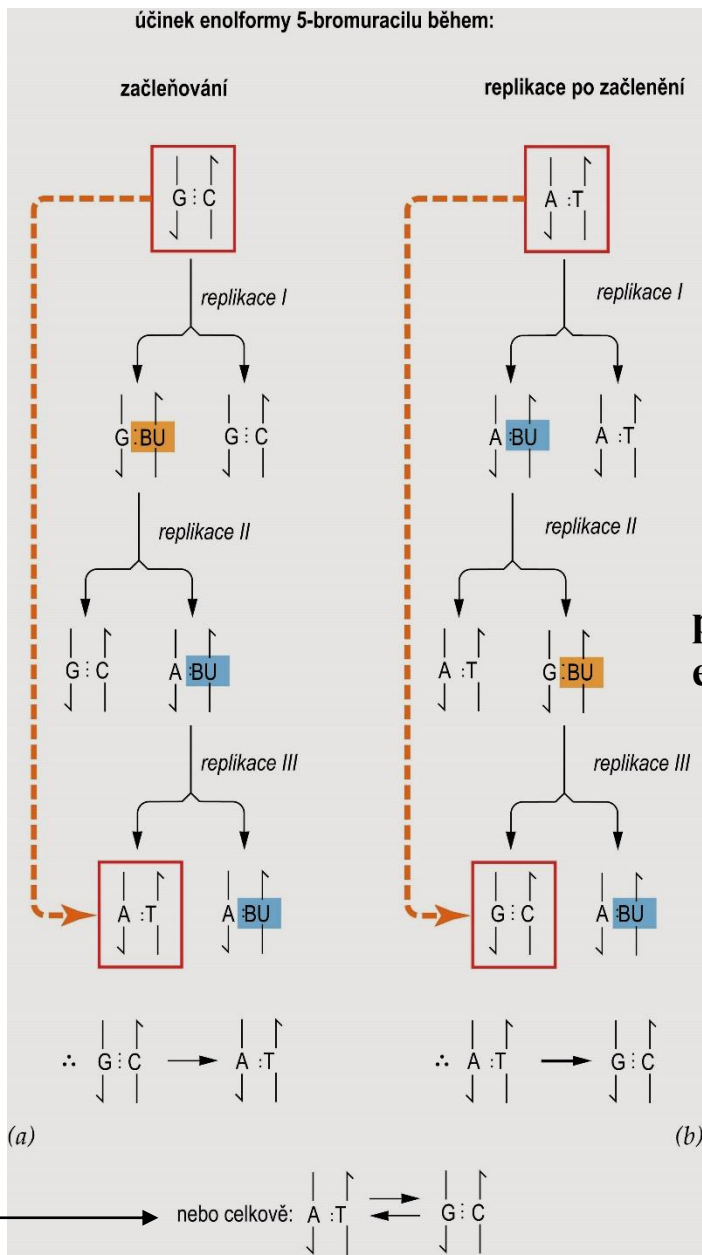 účinek enolformy 5-bromuracilu během:
začleňování replikace po začlenění
G⋮C A :T
replikace I replikace I
G⋮BU G⋮C A :BU A :T
replikace II replikace II
G⋮C A :BU A :T G⋮BU
p
e
replikace III replikace III
A :T A :BU G⋮C A :BU
∴ G⋮C → A :T ∴ A :T → G⋮C
(a) (b)
nebo celkově: A :T ⇄ G⋮C